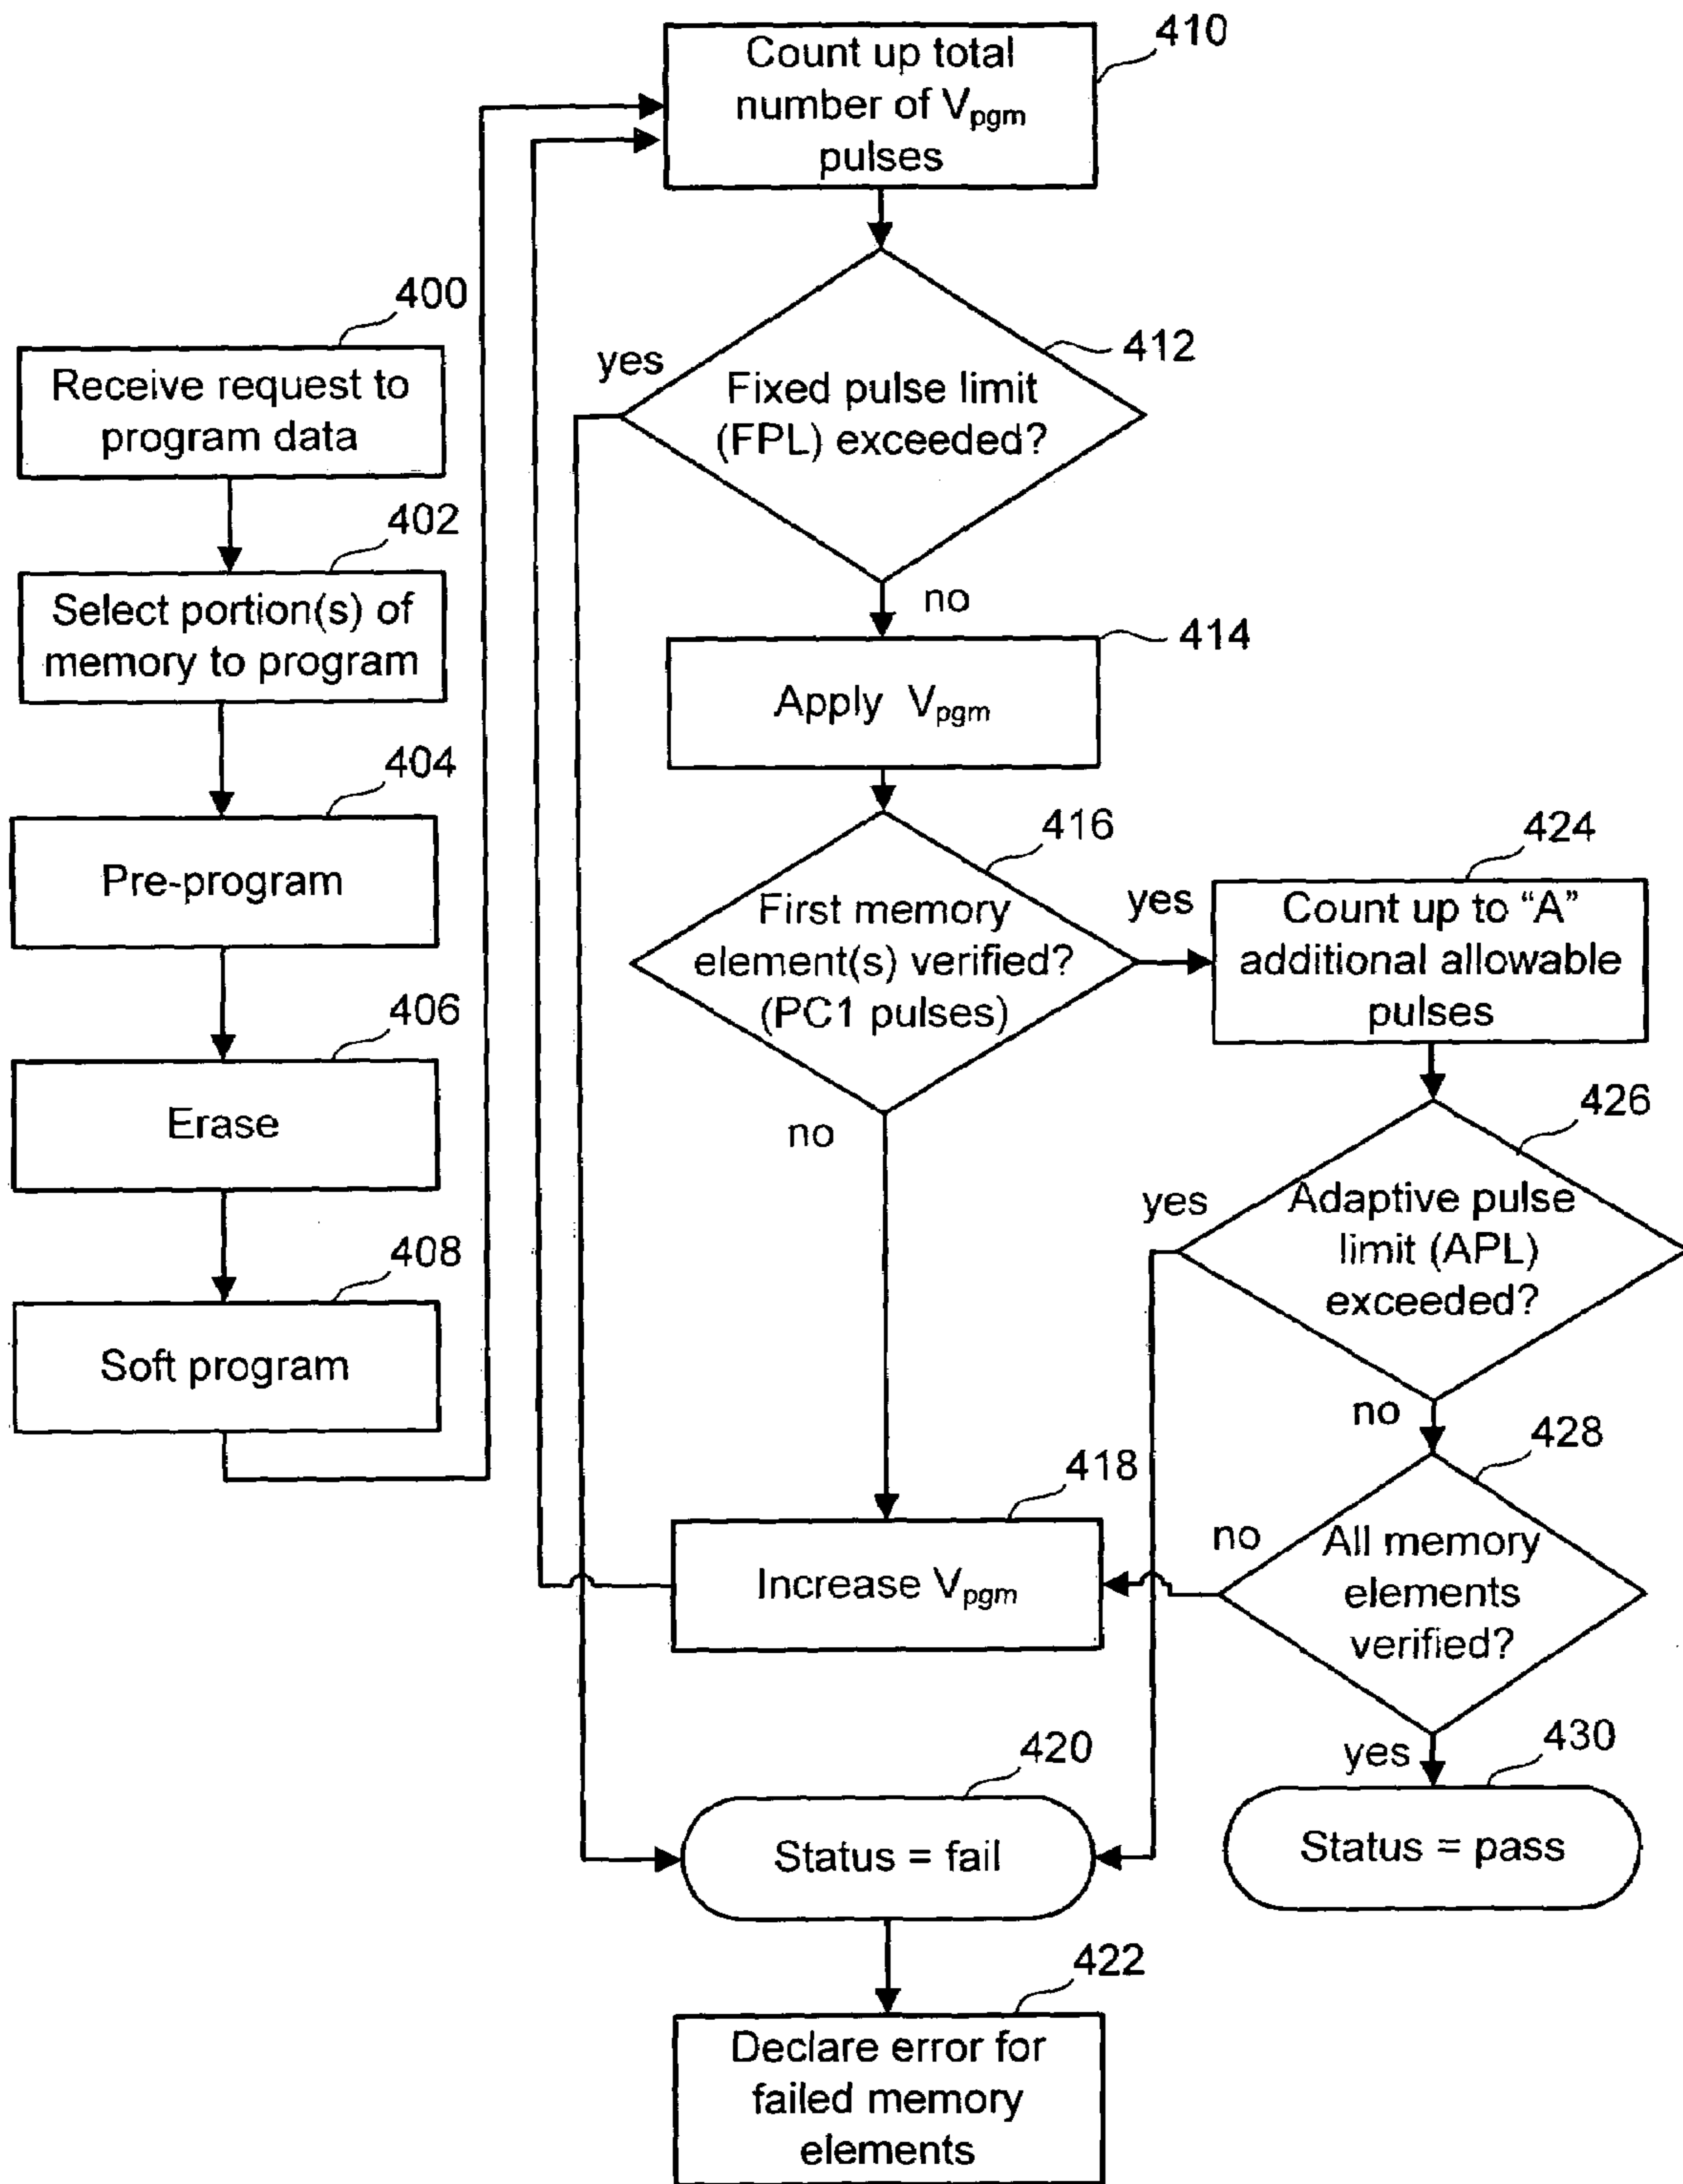 400
Receive request to
program data
402
Select portion(s) of
memory to program
404
Pre-program
406
Erase
408
Soft program
410
Count up total
number of Vpgm
pulses
412
yes
Fixed pulse limit
(FPL) exceeded?
no
414
Apply Vpgm
416
First memory
element(s) verified?
(PC1 pulses)
yes
no
424
Count up to “A”
additional allowable
pulses
426
yes
Adaptive pulse
limit (APL)
exceeded?
no
428
no
All memory
elements
verified?
yes
418
Increase Vpgm
420
Status = fail
430
Status = pass
422
Declare error for
failed memory
elements